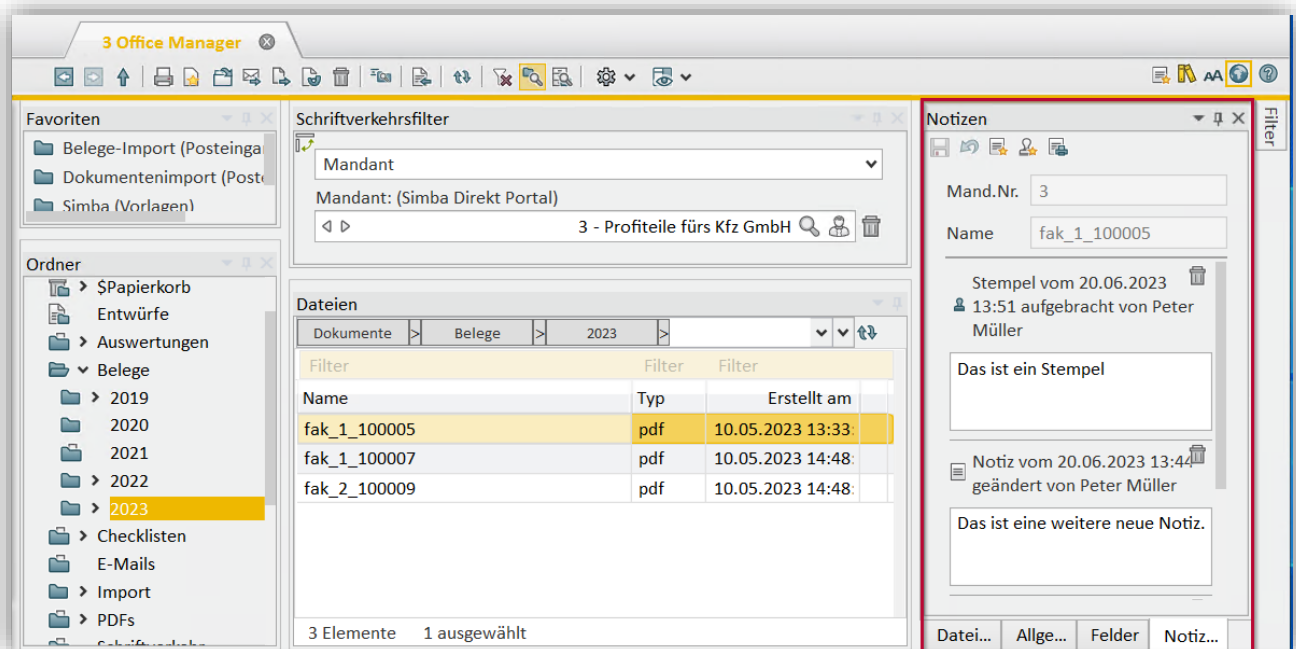 3 Office Manager
AA
Favoriten
Belege-Import (Posteinga
Dokumentenimport (Poste
Simba (Vorlagen)
Ordner
$Papierkorb
Entwürfe
Auswertungen
Belege
2019
2020
2021
2022
2023
Checklisten
E-Mails
Import
PDFs
Schriftverkehr
Schriftverkehrsfilter
Mandant
Mandant: (Simba Direkt Portal)
3 - Profiteile fürs Kfz GmbH
Dateien
Dokumente > Belege > 2023 >
Filter Filter Filter
Name Typ Erstellt am
fak_1_100005 pdf 10.05.2023 13:33:
fak_1_100007 pdf 10.05.2023 14:48:
fak_2_100009 pdf 10.05.2023 14:48:
3 Elemente 1 ausgewählt
Notizen
Mand.Nr. 3
Name fak_1_100005
Stempel vom 20.06.2023
13:51 aufgebracht von Peter
Müller
Das ist ein Stempel
Notiz vom 20.06.2023 13:44
geändert von Peter Müller
Das ist eine weitere neue Notiz.
Datei... Allge... Felder Notiz...
Filter